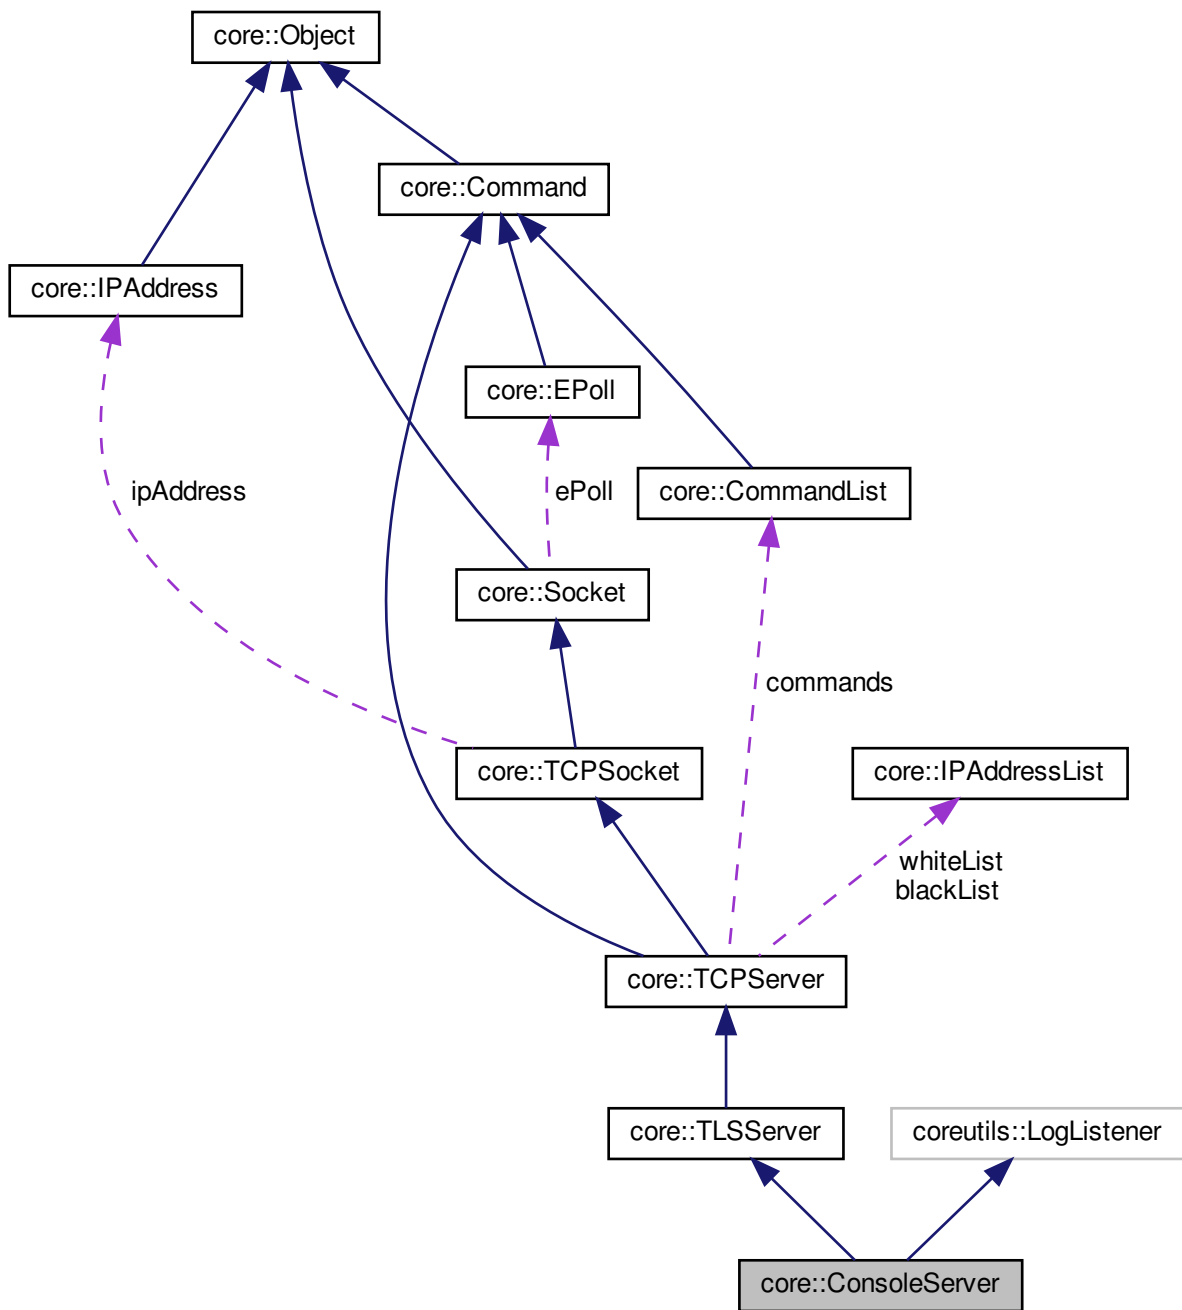 core::Object
core::Command
core::IPAddress
core::EPoll
ipAddress
ePoll
core::CommandList
core::Socket
commands
core::TCPSocket
core::IPAddressList
whiteList
blackList
core::TCPServer
core::TLSServer
coreutils::LogListener
core::ConsoleServer